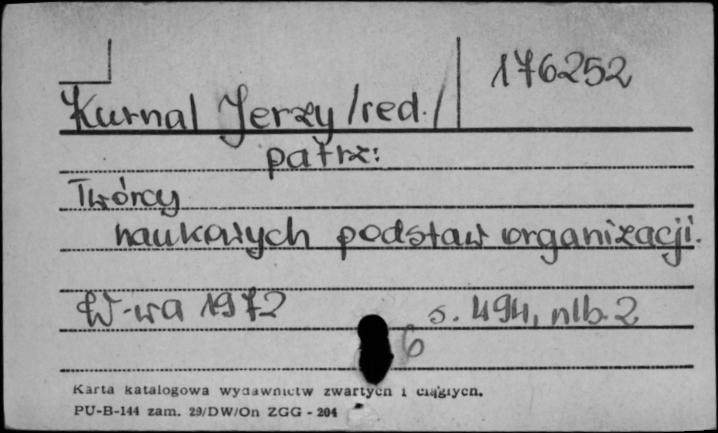 176252
Kurnal Jerzy /red./
patrz:
Twórcy
naukowych podstaw organizacji.
W-wa 1972 s. 494, nlb. 2
6
Karta katalogowa wydawnictw zwartych i ciągłych.
PU-B-144 zam. 29/DW/On ZGG - 204